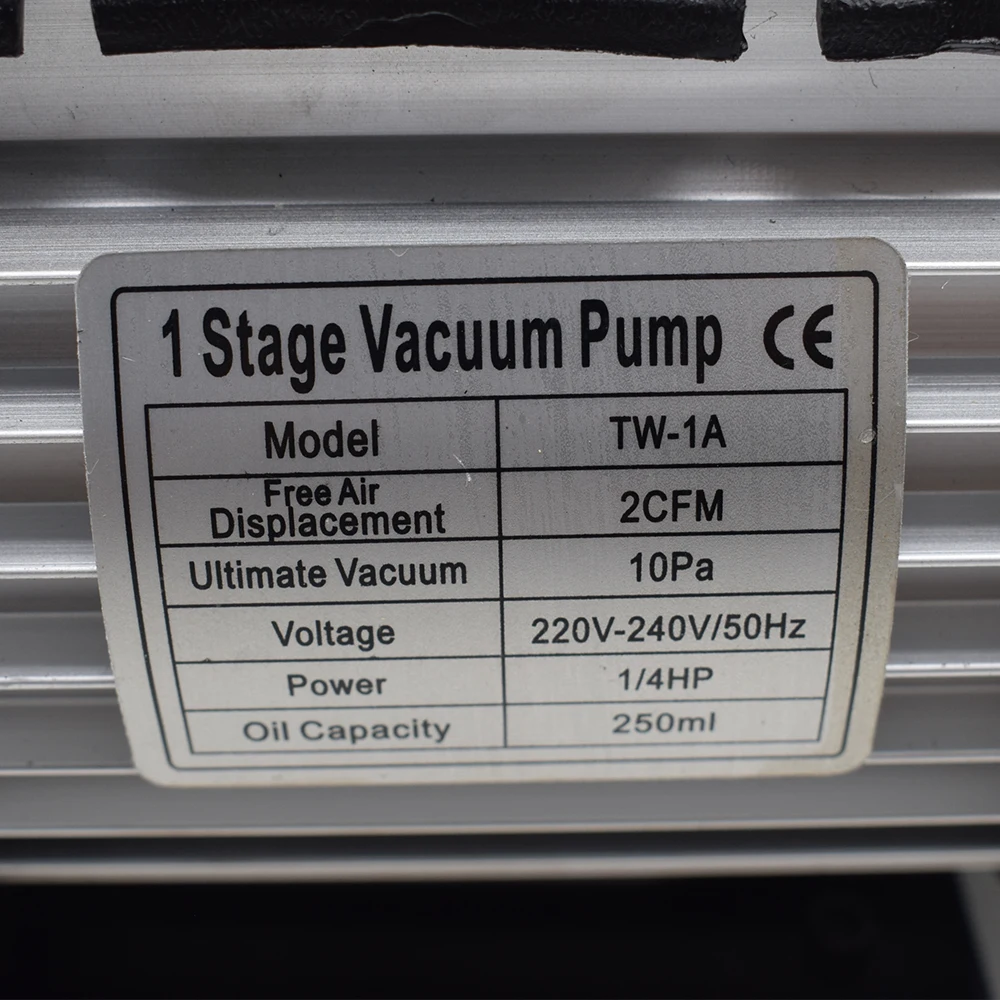 1 Stage Vacuum Pump CE
Model TW-1A
Free Air
Displacement 2CFM
Ultimate Vacuum 10Pa
Voltage 220V-240V/50Hz
Power 1/4HP
Oil Capacity 250ml